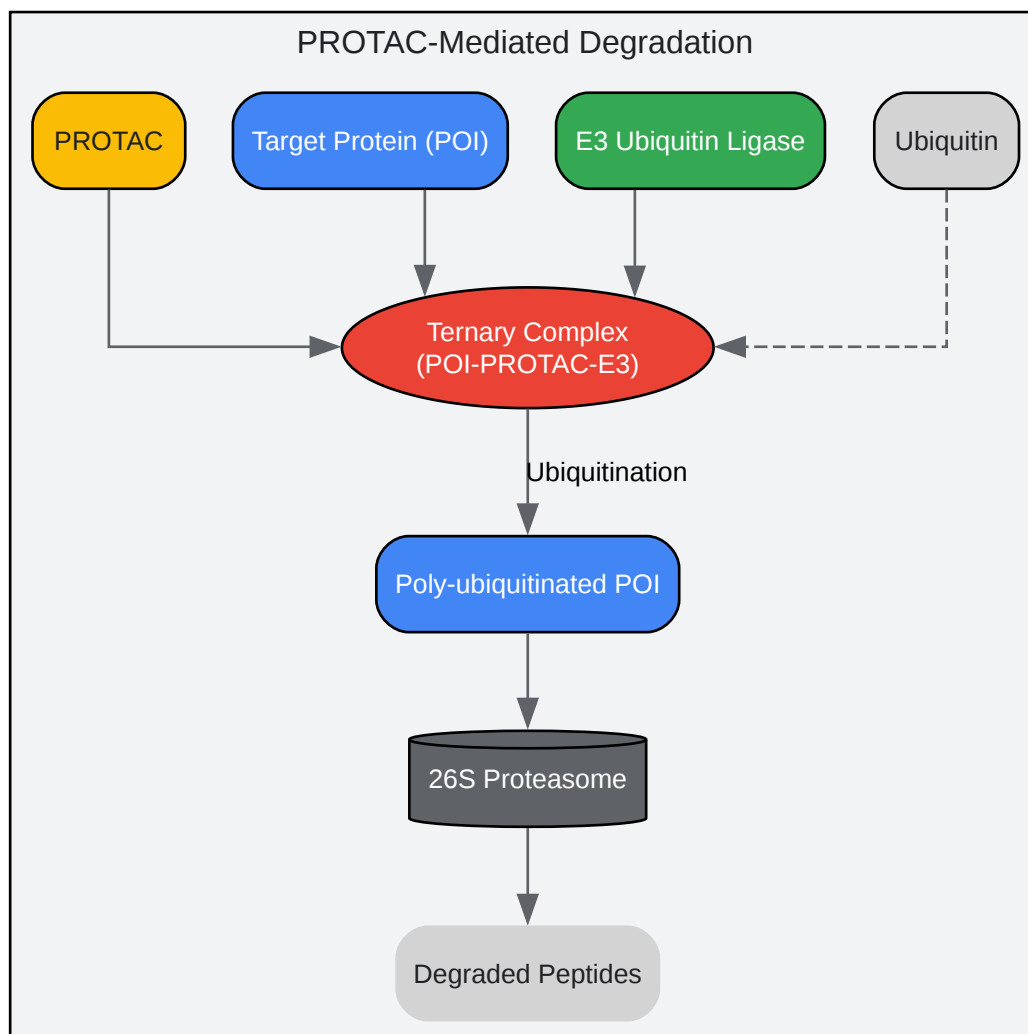 PROTAC-Mediated Degradation
PROTAC
Target Protein (POI)
E3 Ubiquitin Ligase
Ubiquitin
Ternary Complex
(POI-PROTAC-E3)
Ubiquitination
Poly-ubiquitinated POI
26S Proteasome
Degraded Peptides